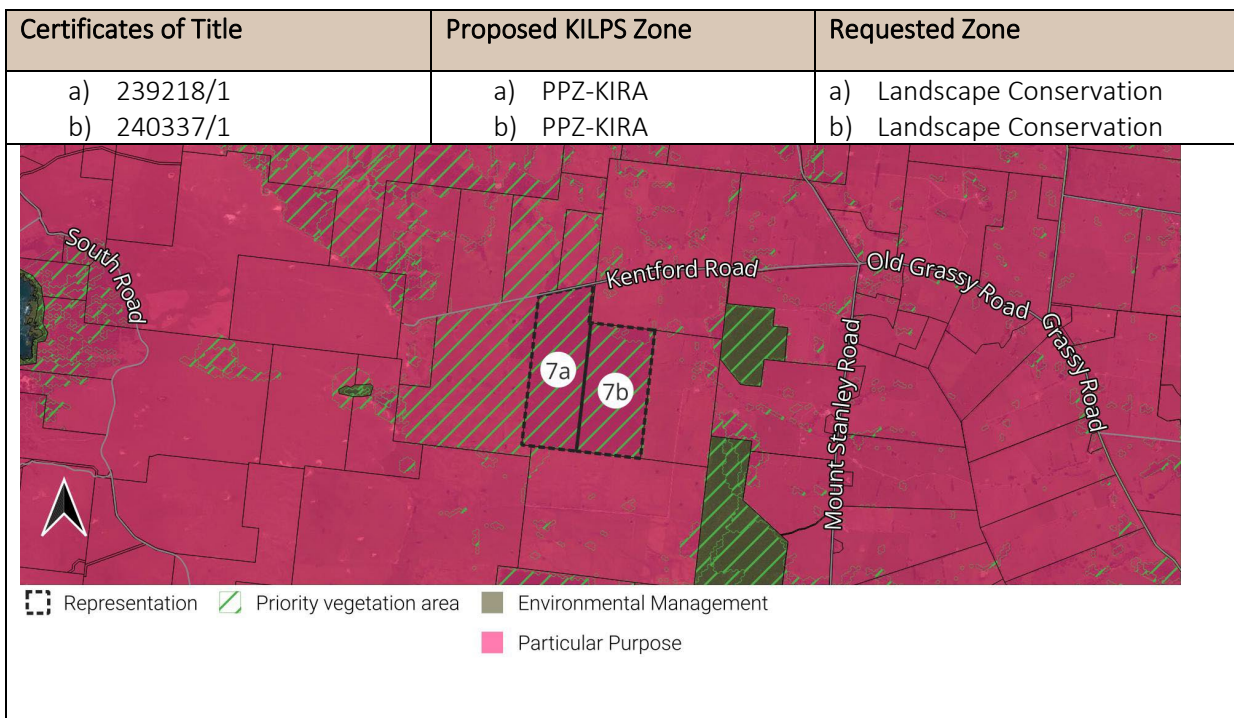 Certificates of Title Proposed KILPS Zone Requested Zone
a) 239218/1 a) PPZ-KIRA a) Landscape Conservation
b) 240337/1 b) PPZ-KIRA b) Landscape Conservation
South Road
Kentford Road
Old Grassy Road
Grassy Road
Mount Stanley Road
7a
7b
Representation Priority vegetation area Environmental Management
Particular Purpose